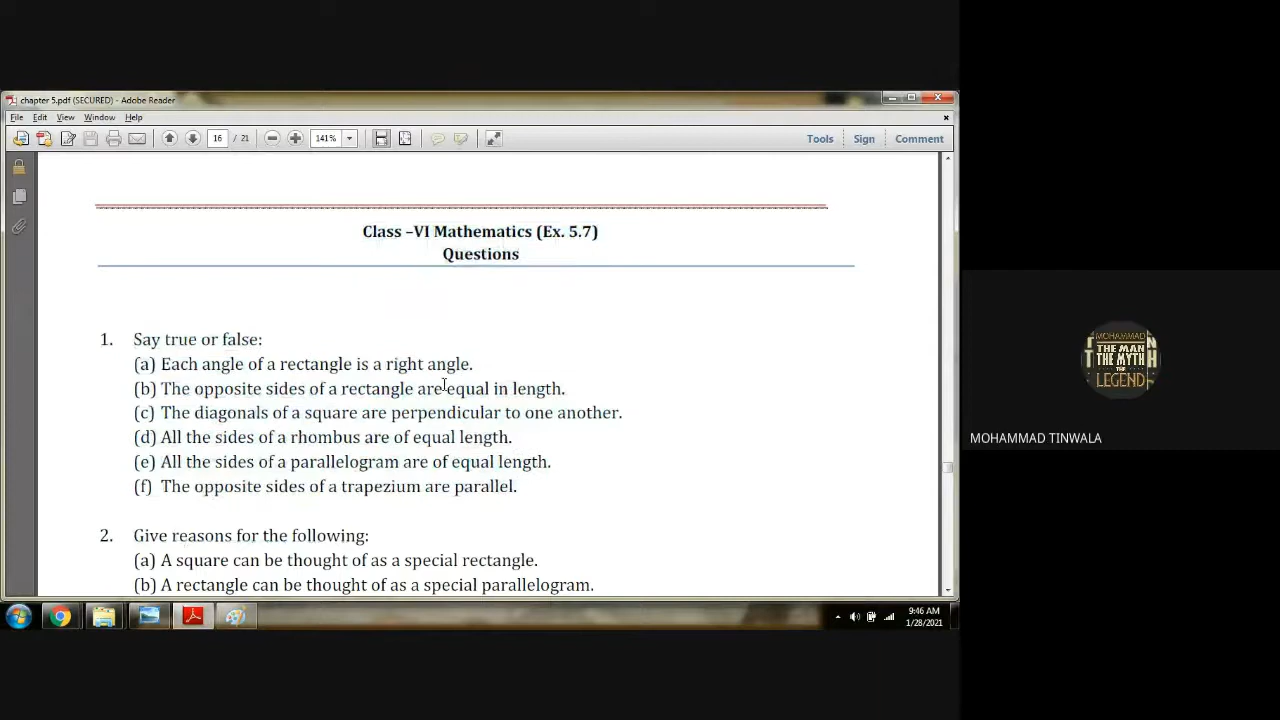 chapter 5.pdf (SECURED) - Adobe Reader
File Edit View Window Help
16 / 21 141% Tools Sign Comment
Class –VI Mathematics (Ex. 5.7)
Questions
1. Say true or false:
(a) Each angle of a rectangle is a right angle.
(b) The opposite sides of a rectangle are equal in length.
(c) The diagonals of a square are perpendicular to one another.
(d) All the sides of a rhombus are of equal length.
(e) All the sides of a parallelogram are of equal length.
(f) The opposite sides of a trapezium are parallel.
2. Give reasons for the following:
(a) A square can be thought of as a special rectangle.
(b) A rectangle can be thought of as a special parallelogram.
9:46 AM
1/28/2021
MOHAMMAD
THE MAN
THE MYTH
THE
LEGEND
MOHAMMAD TINWALA